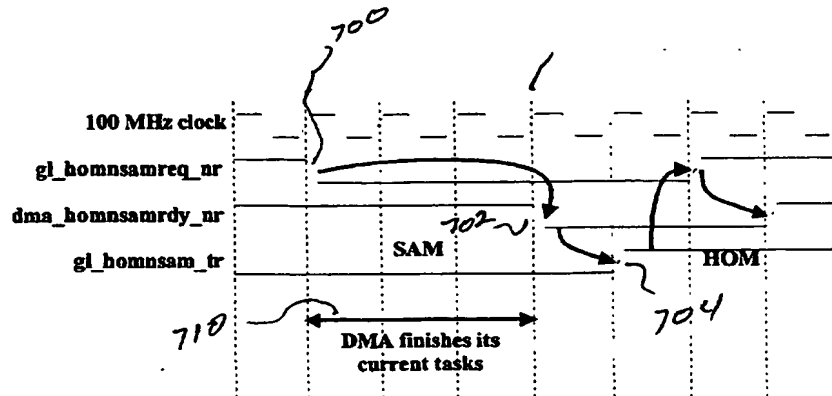 700
100 MHz clock
gl_homnsamreq_nr
dma_homnsamrdy_nr
702
SAM
gl_homnsam_tr
HOM
704
710
DMA finishes its
current tasks